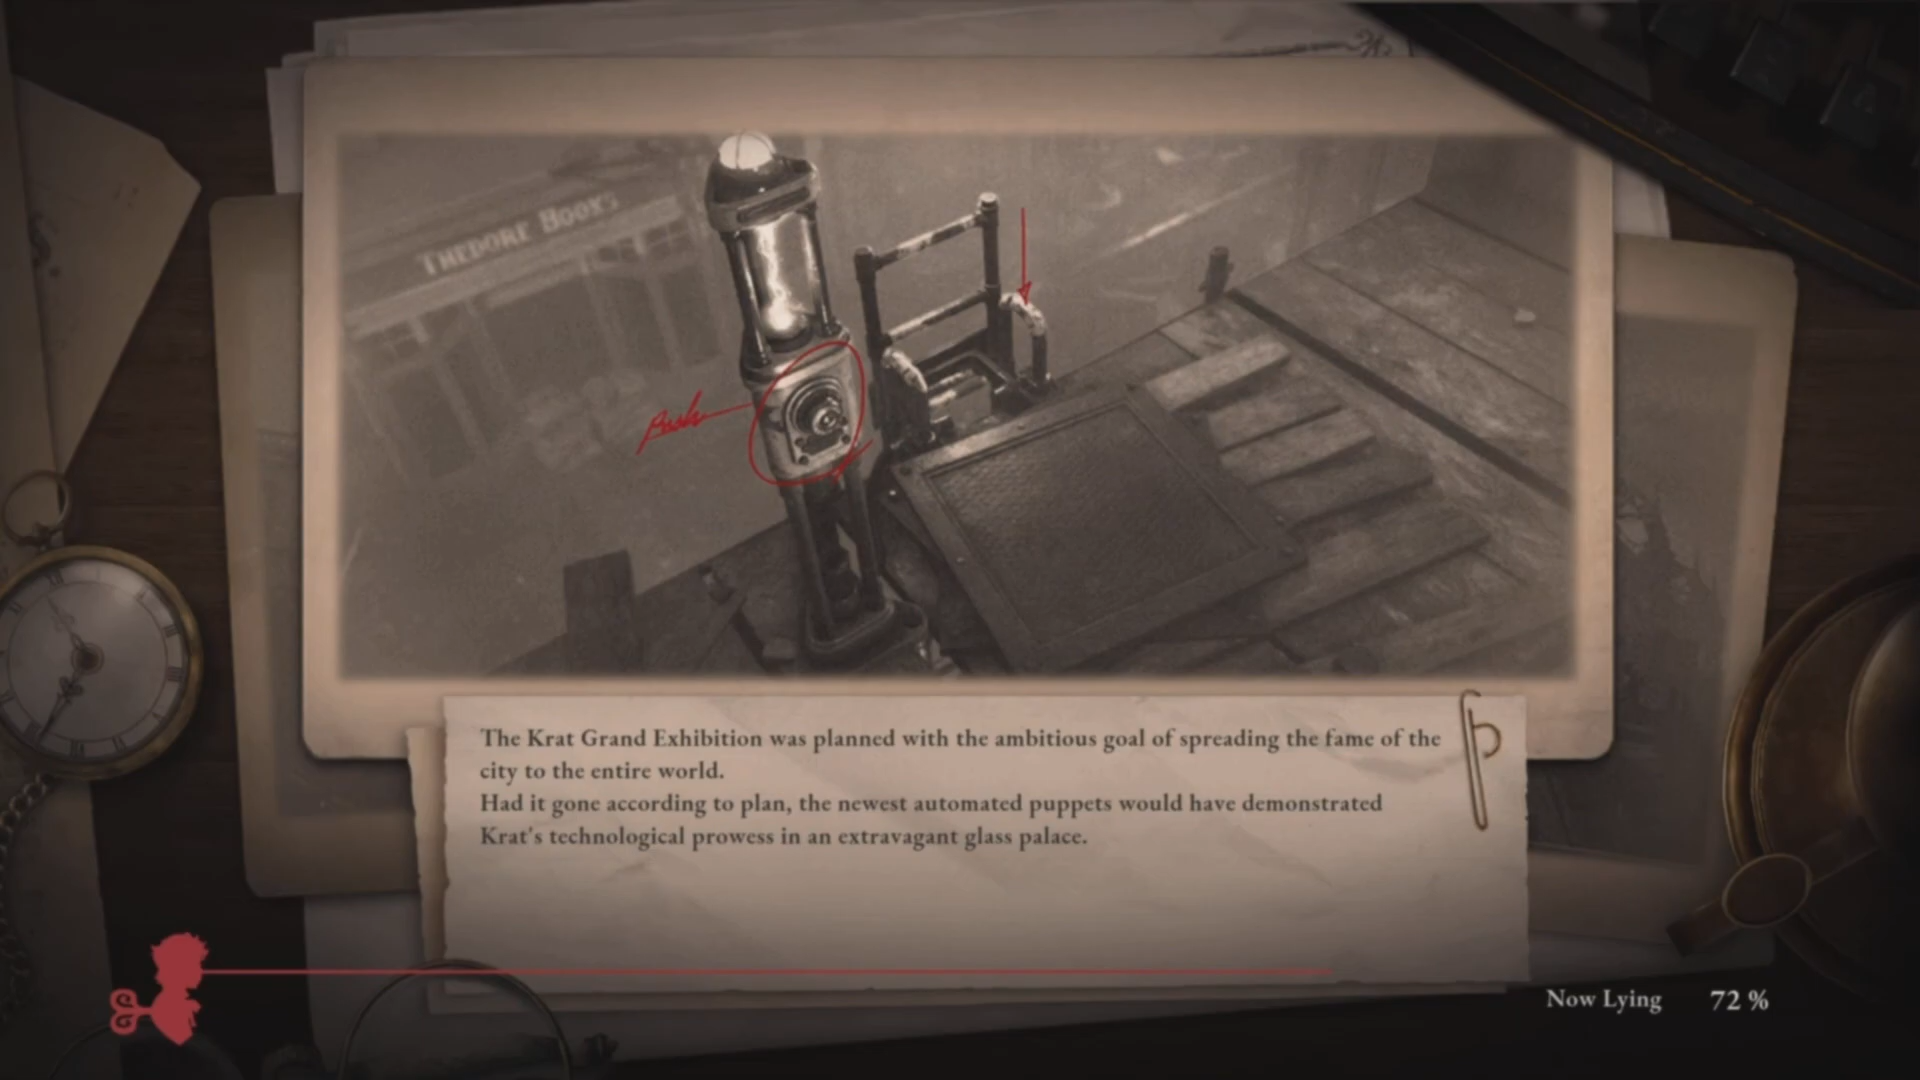 THEDORE BOOKS
Push
The Krat Grand Exhibition was planned with the ambitious goal of spreading the fame of the
city to the entire world.
Had it gone according to plan, the newest automated puppets would have demonstrated
Krat's technological prowess in an extravagant glass palace.
Now Lying 72 %